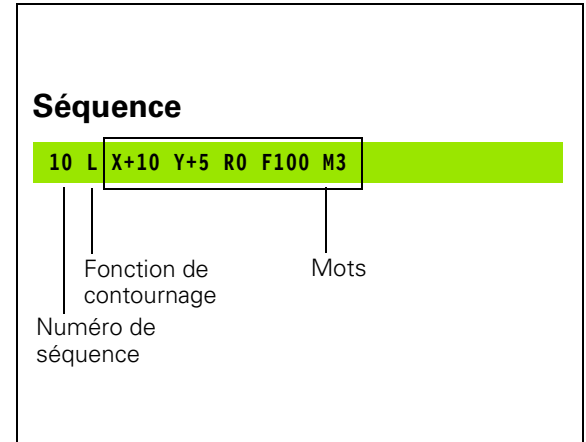 Séquence
10 L X+10 Y+5 R0 F100 M3
Fonction de
contournage
Mots
Numéro de
séquence